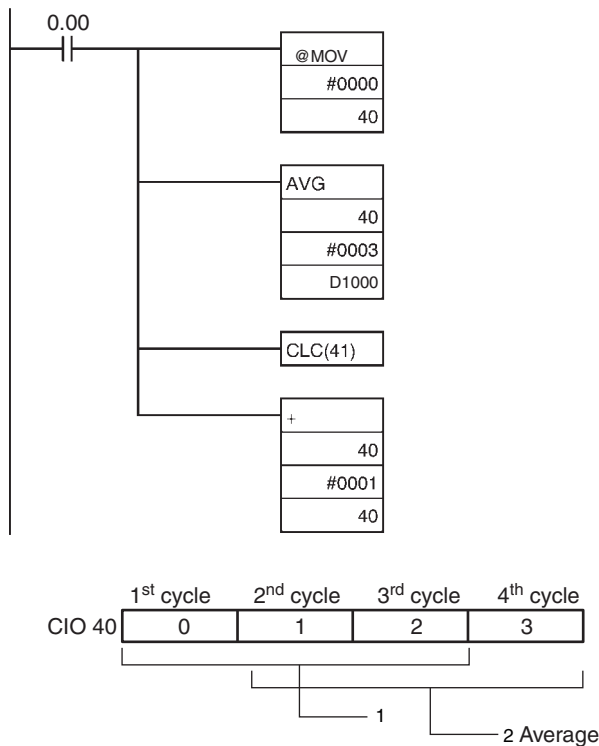 0.00
@MOV
#0000
40
AVG
40
#0003
D1000
CLC(41)
+
40
#0001
40
1st cycle 2nd cycle 3rd cycle 4th cycle
CIO 40 0 1 2 3
1
2 Average